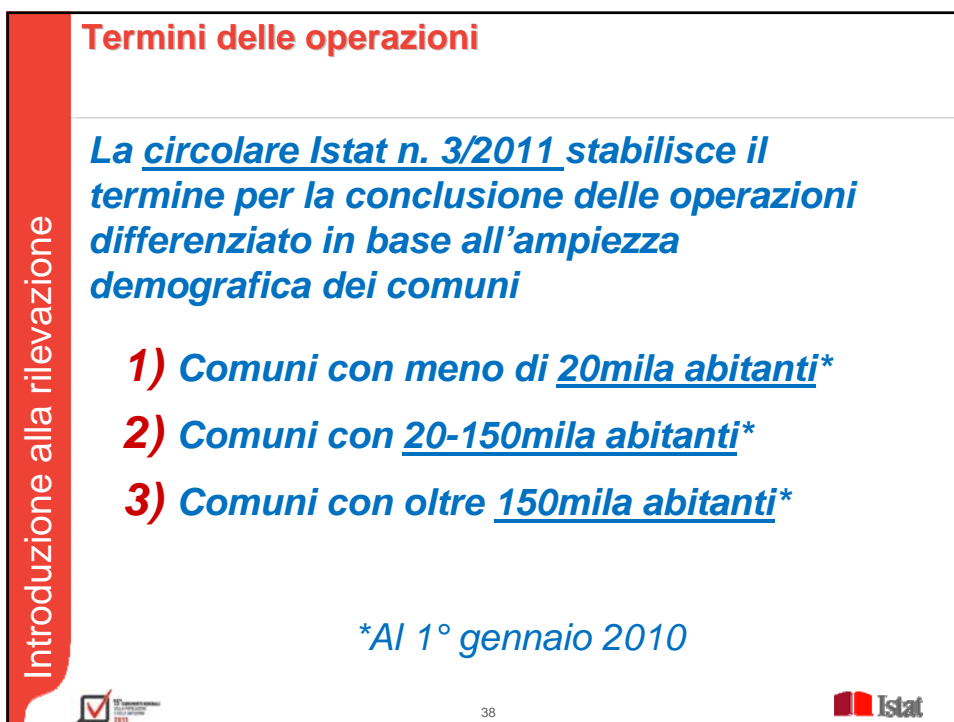 Termini delle operazioni
La circolare Istat n. 3/2011 stabilisce il
termine per la conclusione delle operazioni
differenziato in base all'ampiezza
demografica dei comuni
1) Comuni con meno di 20mila abitanti*
2) Comuni con 20-150mila abitanti*
3) Comuni con oltre 150mila abitanti*
*Al 1° gennaio 2010
Introduzione alla rilevazione
2011
38
Istat